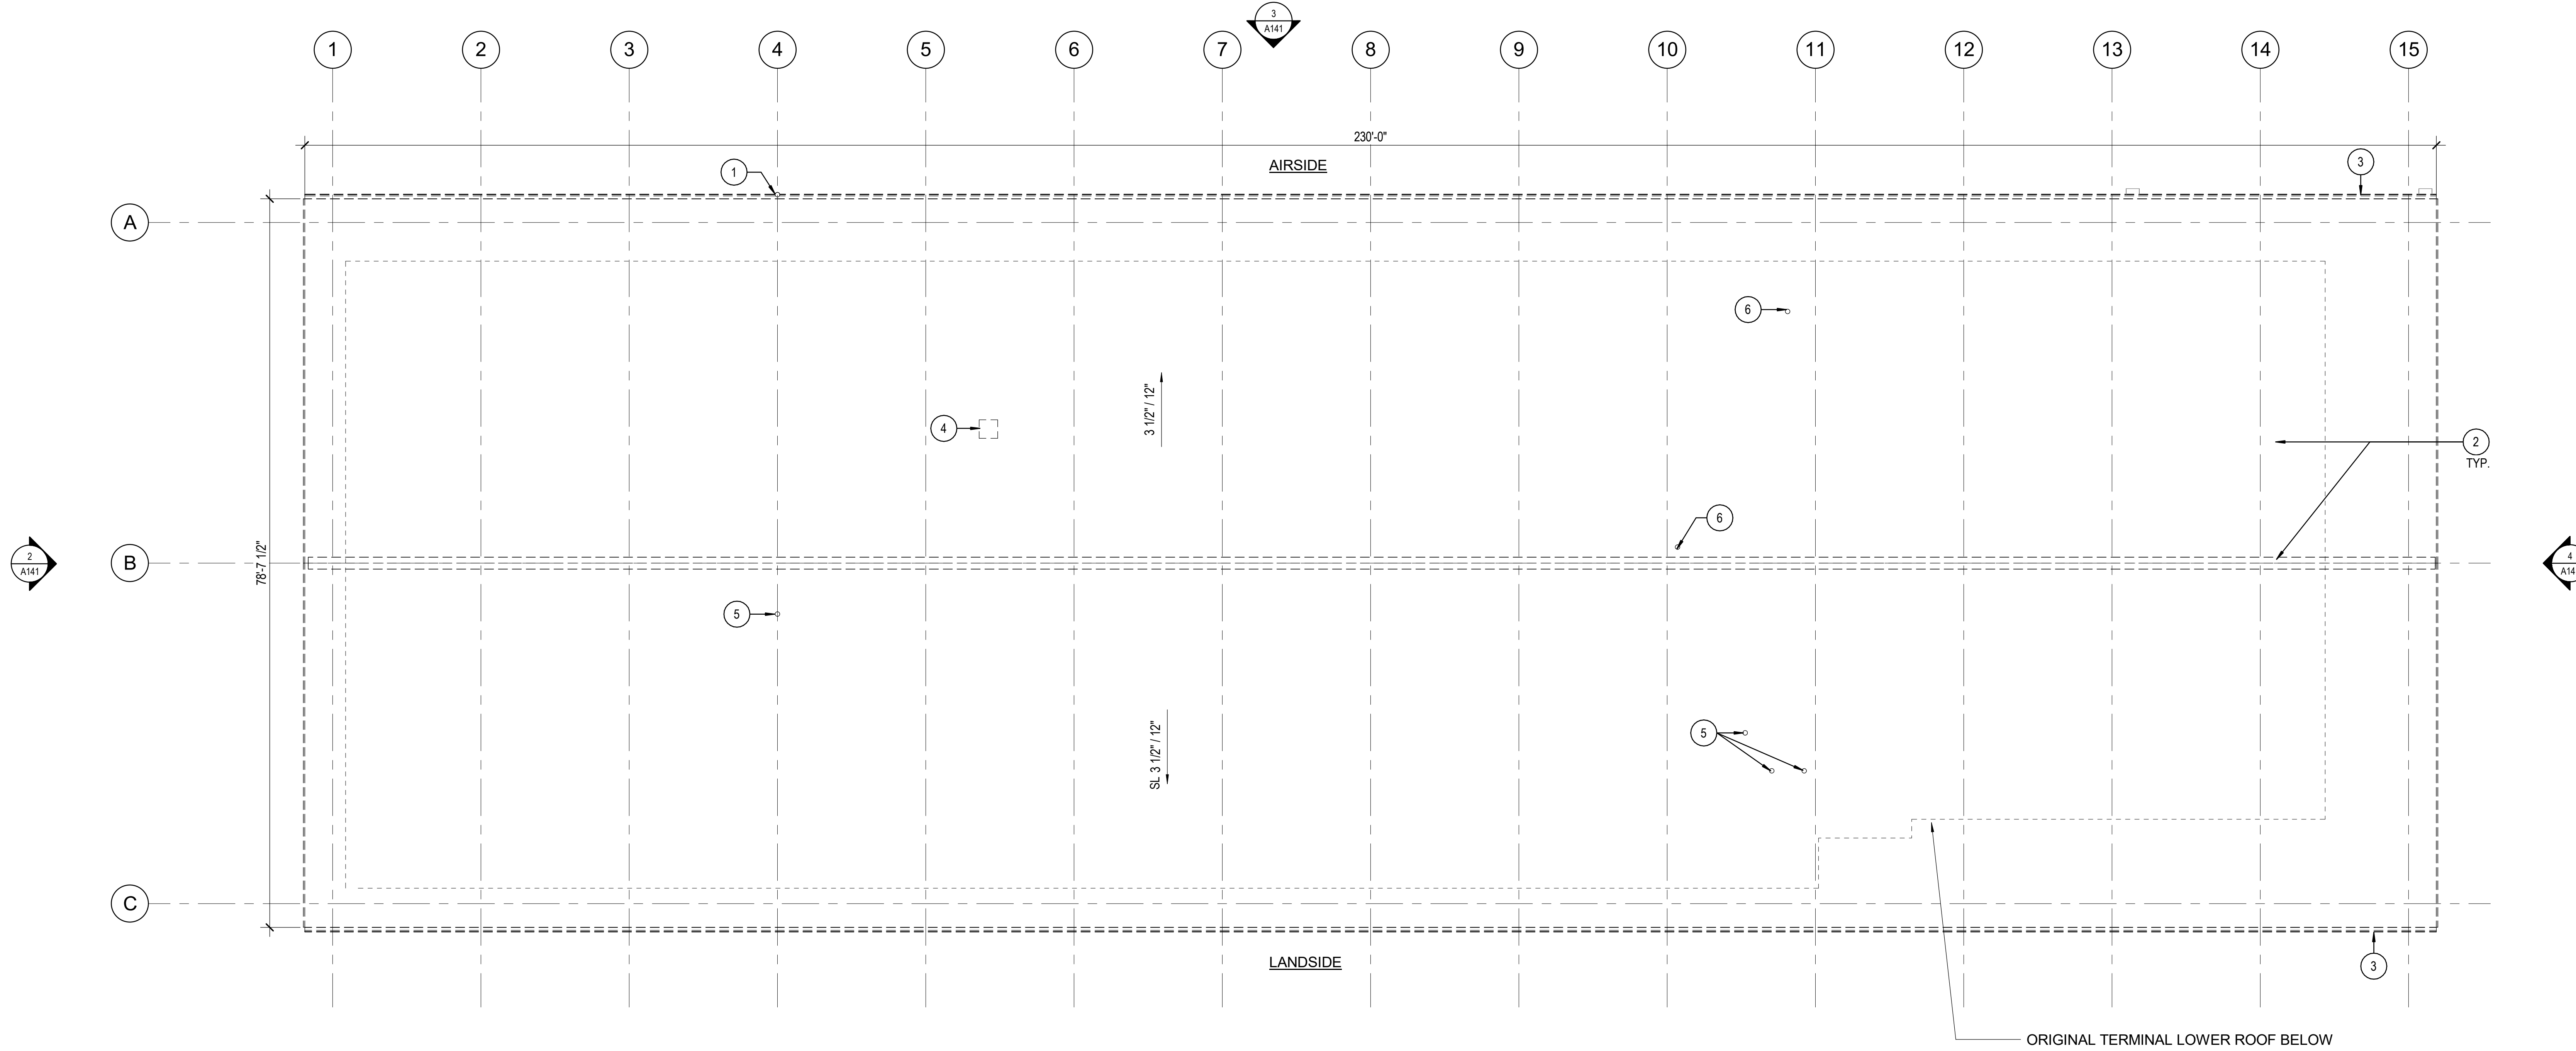 3
A141
1
2
3
4
5
6
7
8
9
10
11
12
13
14
15
230'-0"
AIRSIDE
1
3
A
6
3 1/2" / 12"
4
2
TYP.
6
78'-7 1/2"
2
A141
B
4
A14
5
SL 3 1/2" / 12"
5
C
LANDSIDE
3
ORIGINAL TERMINAL LOWER ROOF BELOW